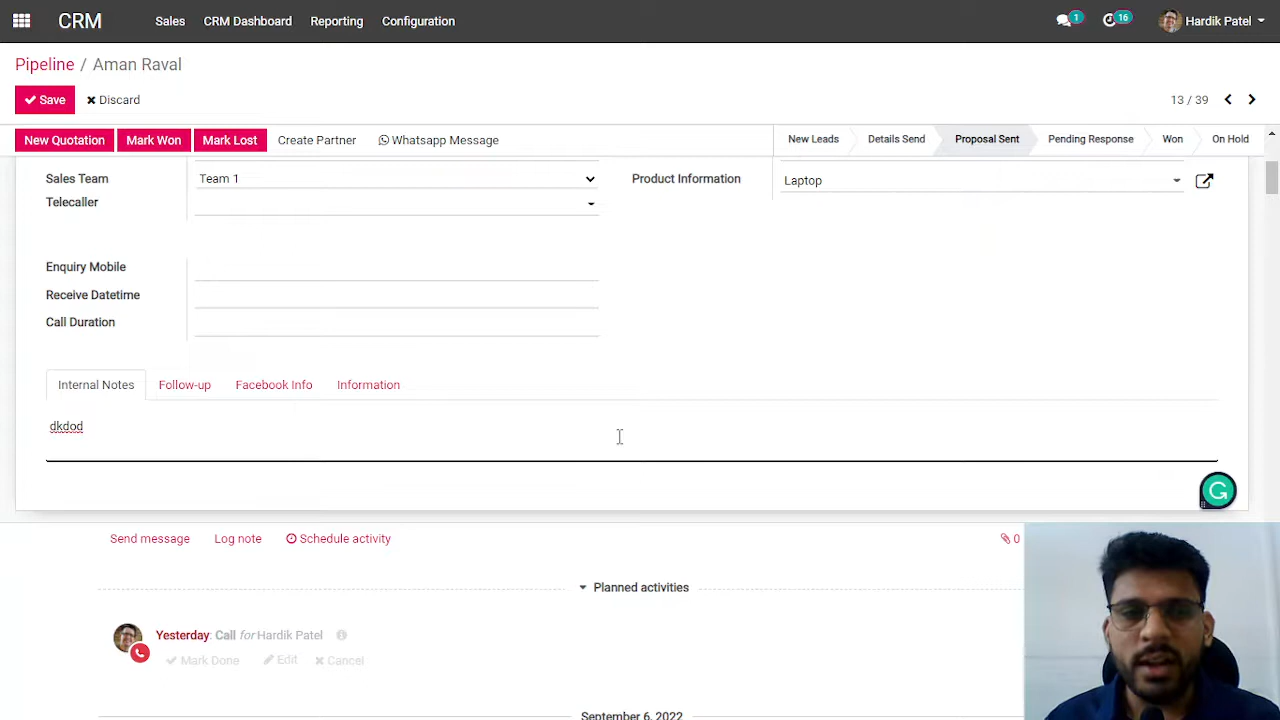 CRM Sales CRM Dashboard Reporting Configuration 1 16 Hardik Patel
Pipeline / Aman Raval
Save Discard 13 / 39
New Quotation Mark Won Mark Lost Create Partner Whatsapp Message New Leads Details Send Proposal Sent Pending Response Won On Hold
Sales Team Team 1 Product Information Laptop
Telecaller
Enquiry Mobile
Receive Datetime
Call Duration
Internal Notes Follow-up Facebook Info Information
dkdod
Send message Log note Schedule activity 0
Planned activities
Yesterday: Call for Hardik Patel
Mark Done Edit Cancel
September 6, 2022